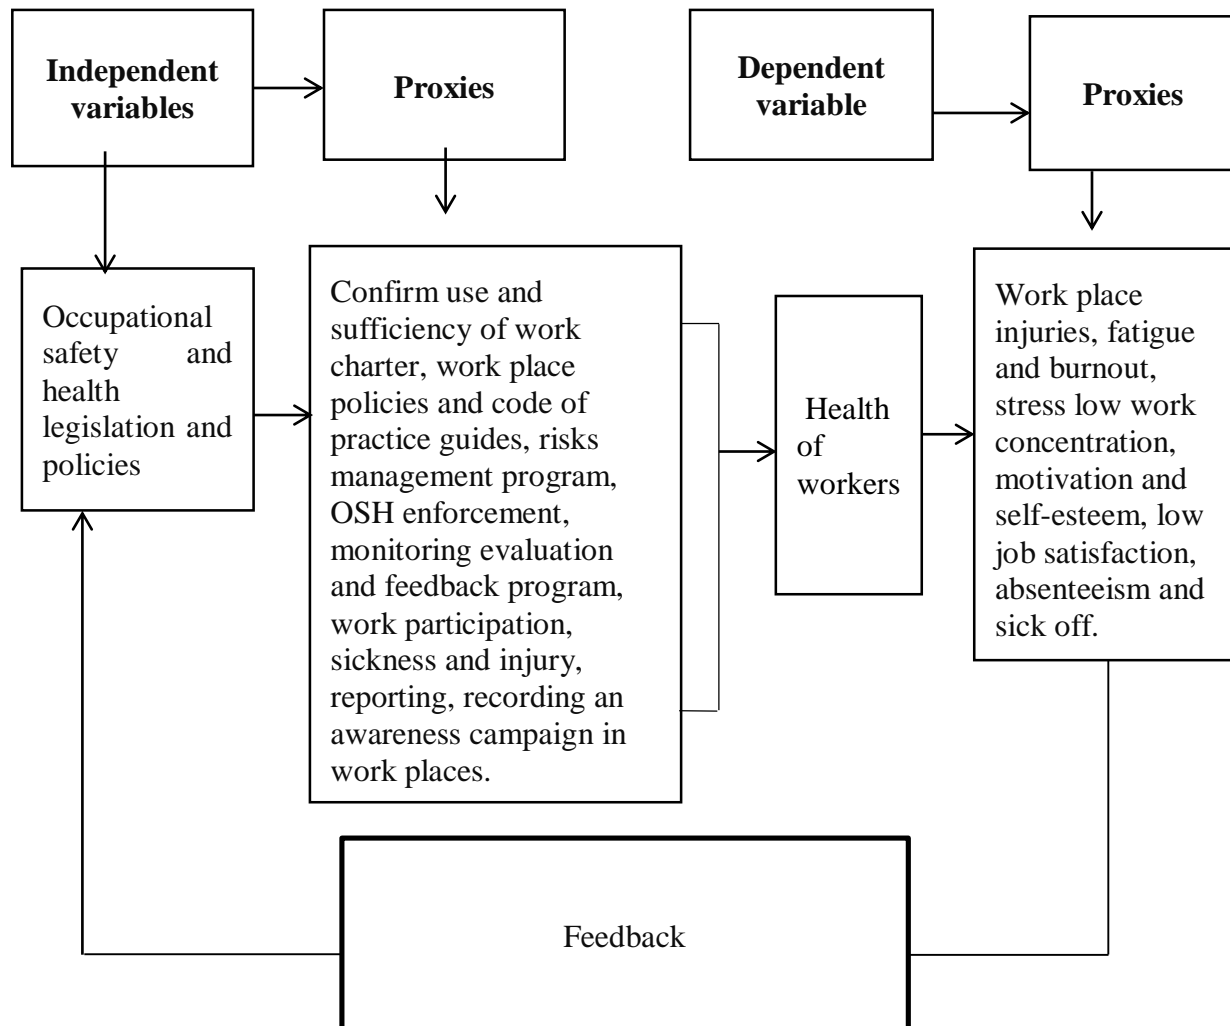 Independent
variables
Proxies
Dependent
variable
Proxies
Occupational
safety and
health
legislation and
policies
Confirm use and
sufficiency of work
charter, work place
policies and code of
practice guides, risks
management program,
OSH enforcement,
monitoring evaluation
and feedback program,
work participation,
sickness and injury,
reporting, recording an
awareness campaign in
work places.
Health
of
workers
Work place
injuries, fatigue
and burnout,
stress low work
concentration,
motivation and
self-esteem, low
job satisfaction,
absenteeism and
sick off.
Feedback